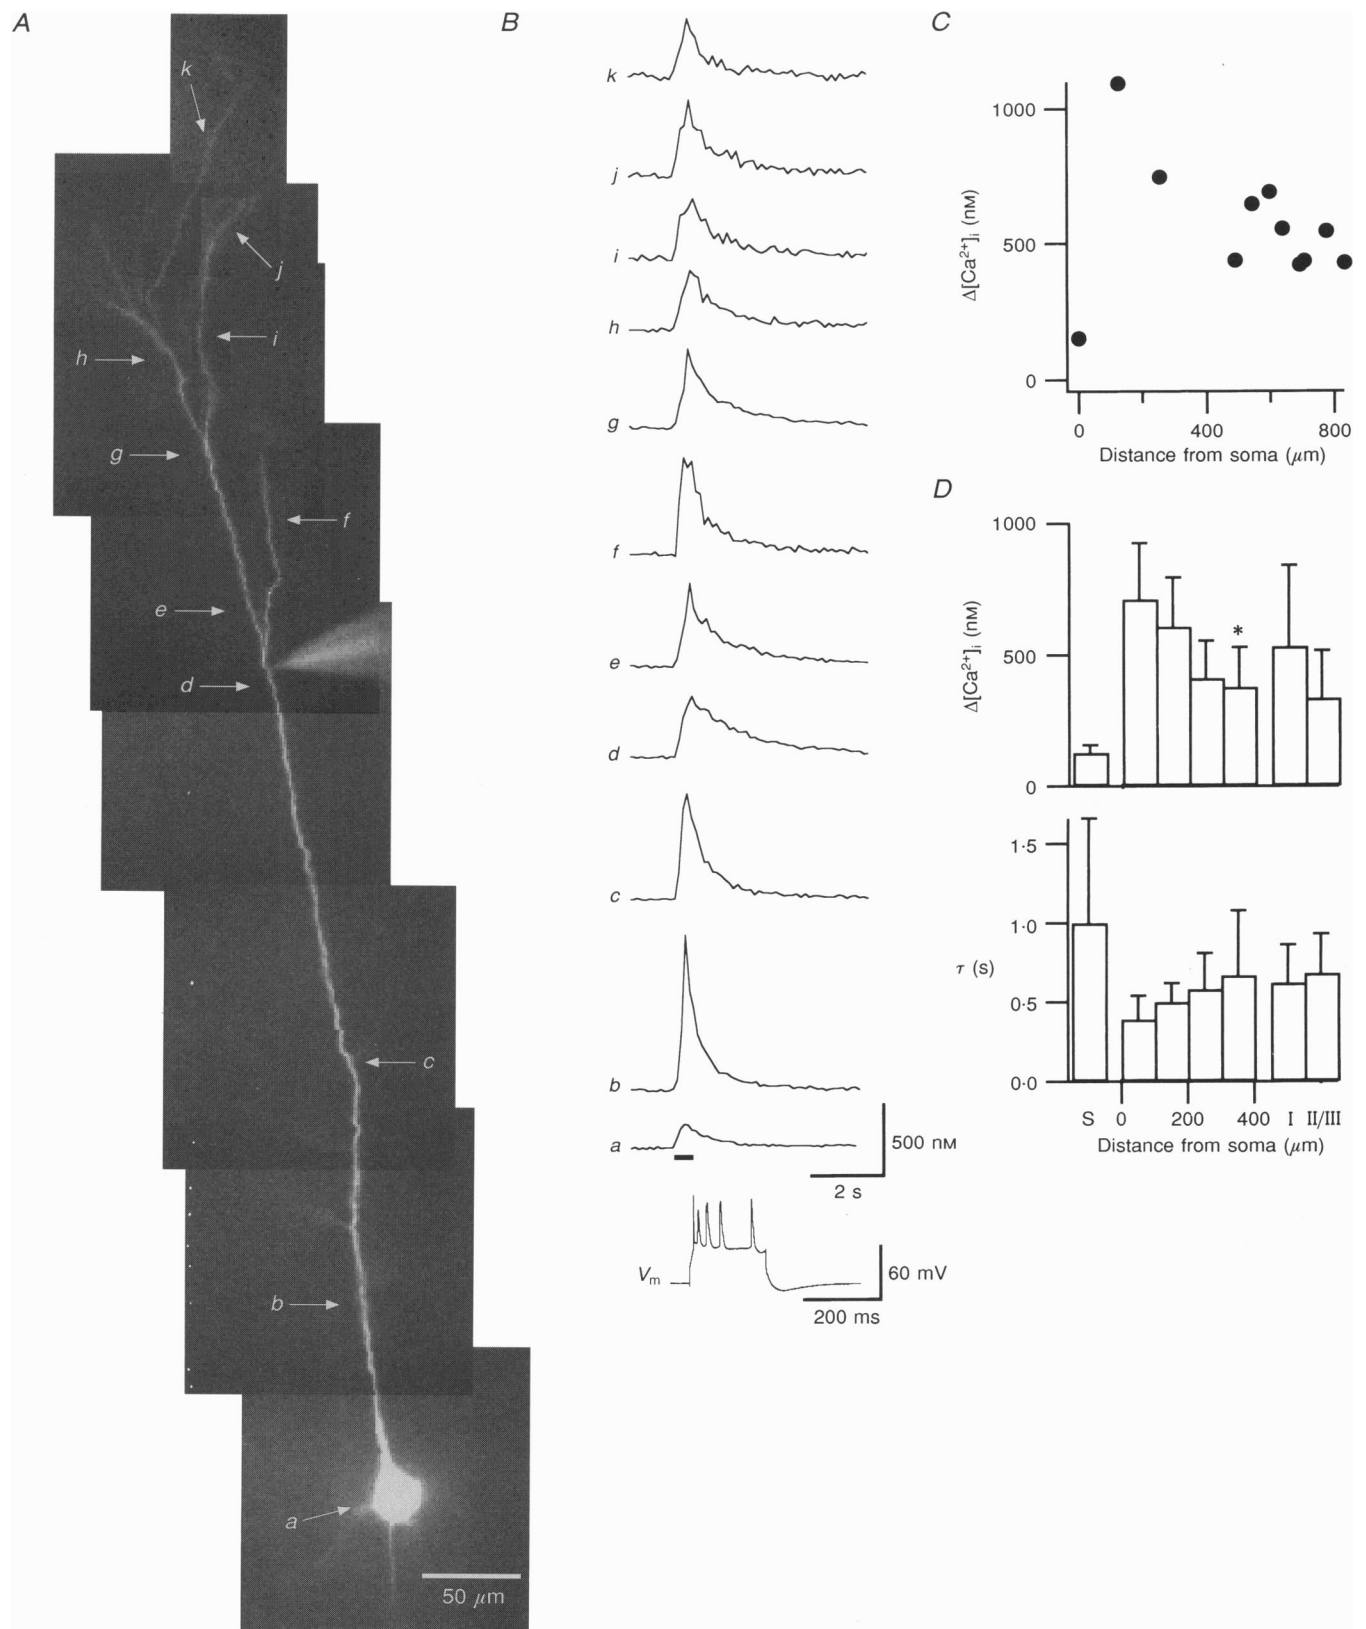 A
k
j
i
h
g
f
e
d
c
b
a
50 μm
B
k
j
i
h
g
f
e
d
c
b
a
500 nM
2 s
Vm
60 mV
200 ms
C
1000
500
0
Δ[Ca²⁺]i (nM)
0 400 800
Distance from soma (μm)
D
1000
500
0
Δ[Ca²⁺]i (nM)
*
1·5
1·0
0·5
0·0
τ (s)
S 0 200 400 I II/III
Distance from soma (μm)